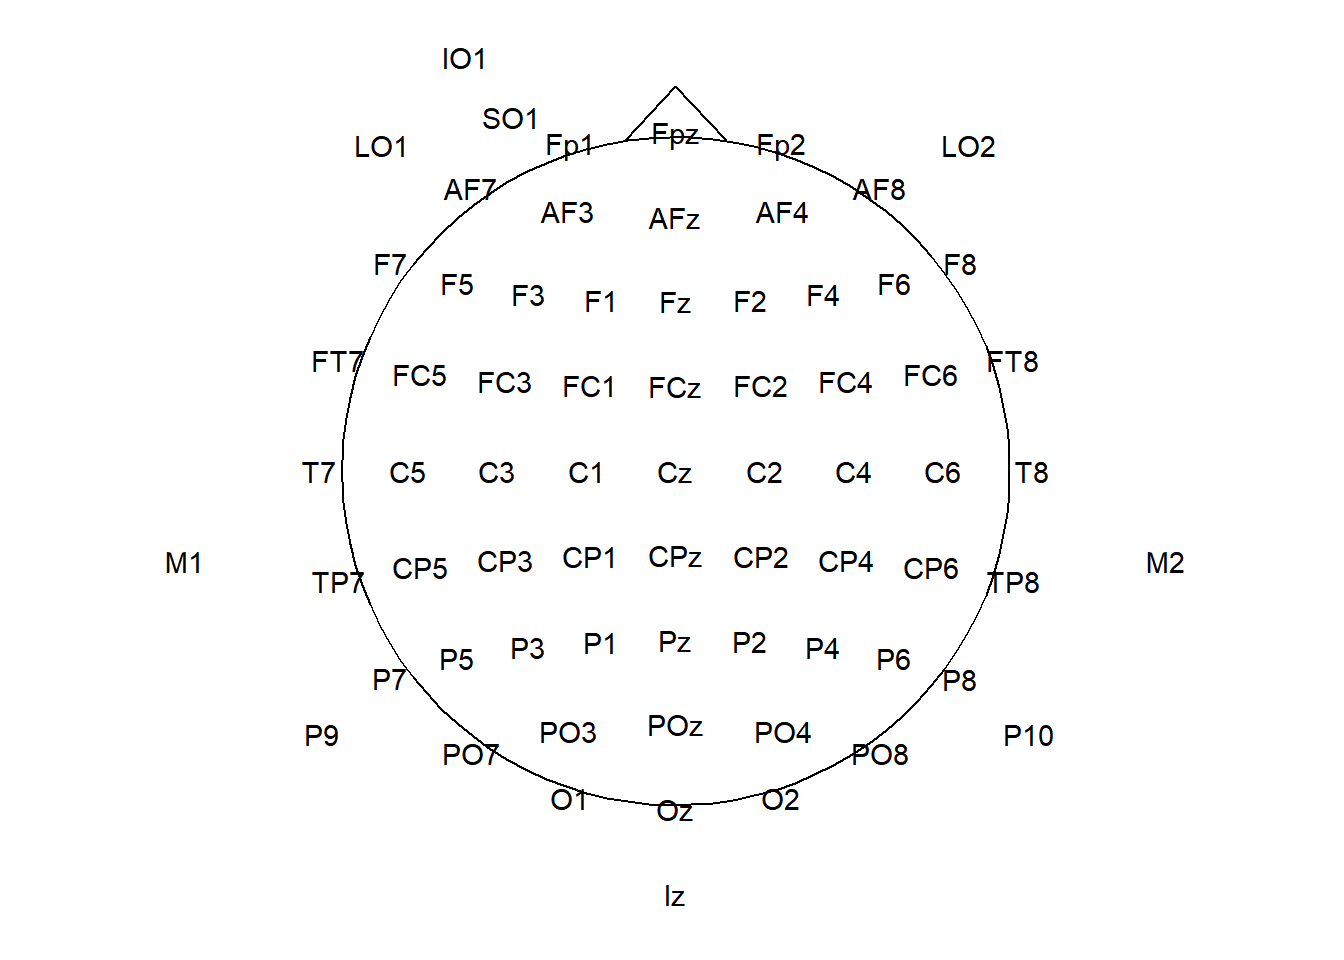 IO1
SO1
LO1 Fp1 Fpz Fp2 LO2
AF7 AF8
AF3 AFz AF4
F7 F8
F5 F3 F1 Fz F2 F4 F6
FT7 FT8
FC5 FC3 FC1 FCz FC2 FC4 FC6
T7 C5 C3 C1 Cz C2 C4 C6 T8
M1 CP5 CP3 CP1 CPz CP2 CP4 CP6 M2
TP7 TP8
P5 P3 P1 Pz P2 P4 P6
P7 P8
P9 PO3 POz PO4 P10
PO7 PO8
O1 Oz O2
Iz